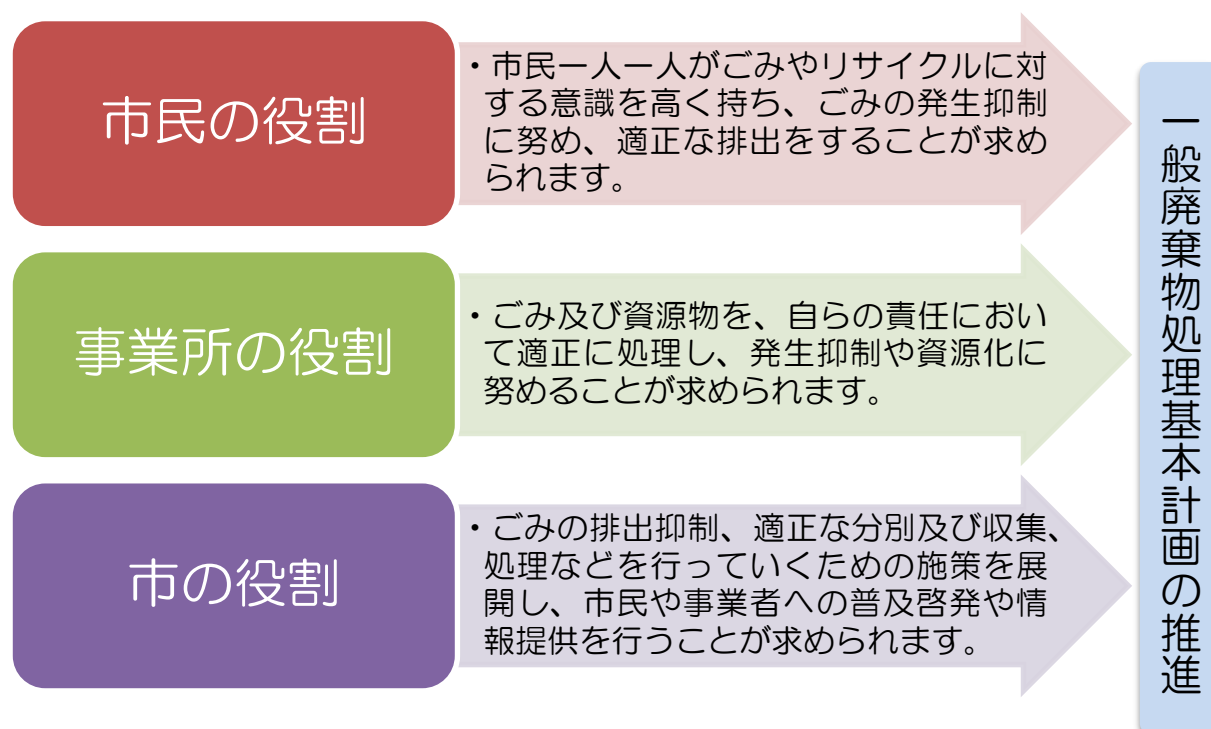 市民の役割
・市民一人一人がごみやリサイクルに対
する意識を高く持ち、ごみの発生抑制
に努め、適正な排出をすることが求め
られます。
事業所の役割
・ごみ及び資源物を、自らの責任におい
て適正に処理し、発生抑制や資源化に
努めることが求められます。
市の役割
・ごみの排出抑制、適正な分別及び収集、
処理などを行っていくための施策を展
開し、市民や事業者への普及啓発や情
報提供を行うことが求められます。
一般廃棄物処理基本計画の推進